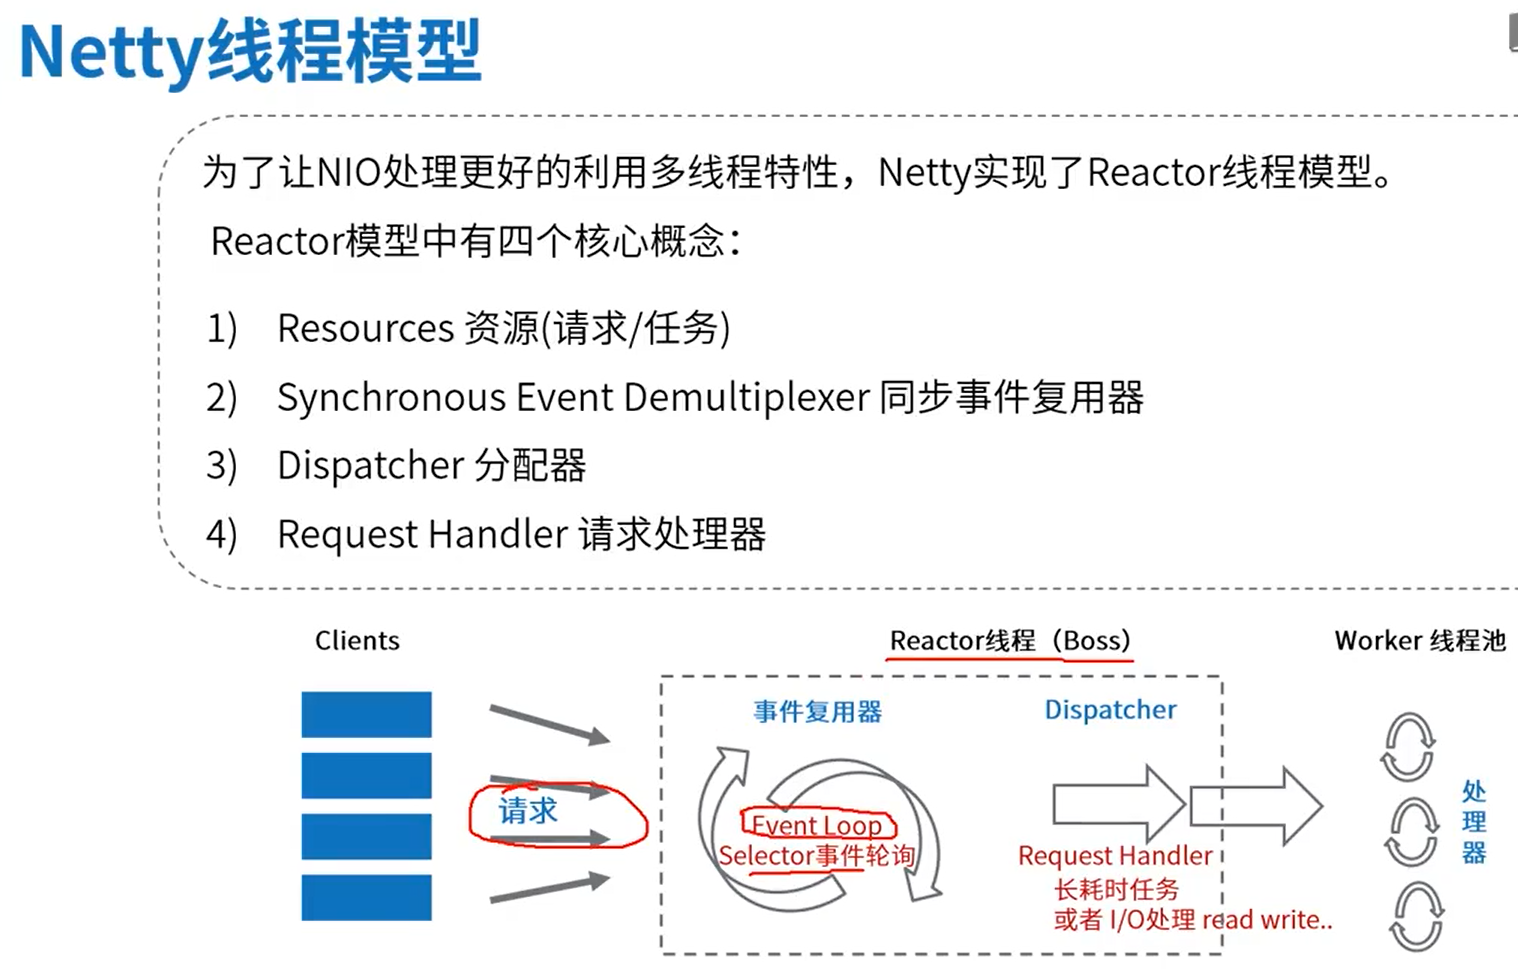 Netty线程模型
为了让NIO处理更好的利用多线程特性，Netty实现了Reactor线程模型。
Reactor模型中有四个核心概念：
1) Resources 资源(请求/任务)
2) Synchronous Event Demultiplexer 同步事件复用器
3) Dispatcher 分配器
4) Request Handler 请求处理器
Clients
Reactor线程（Boss）
Worker 线程池
事件复用器
Dispatcher
请求
Event Loop
Selector事件轮询
Request Handler
长耗时任务
或者 I/O处理 read write..
处理器